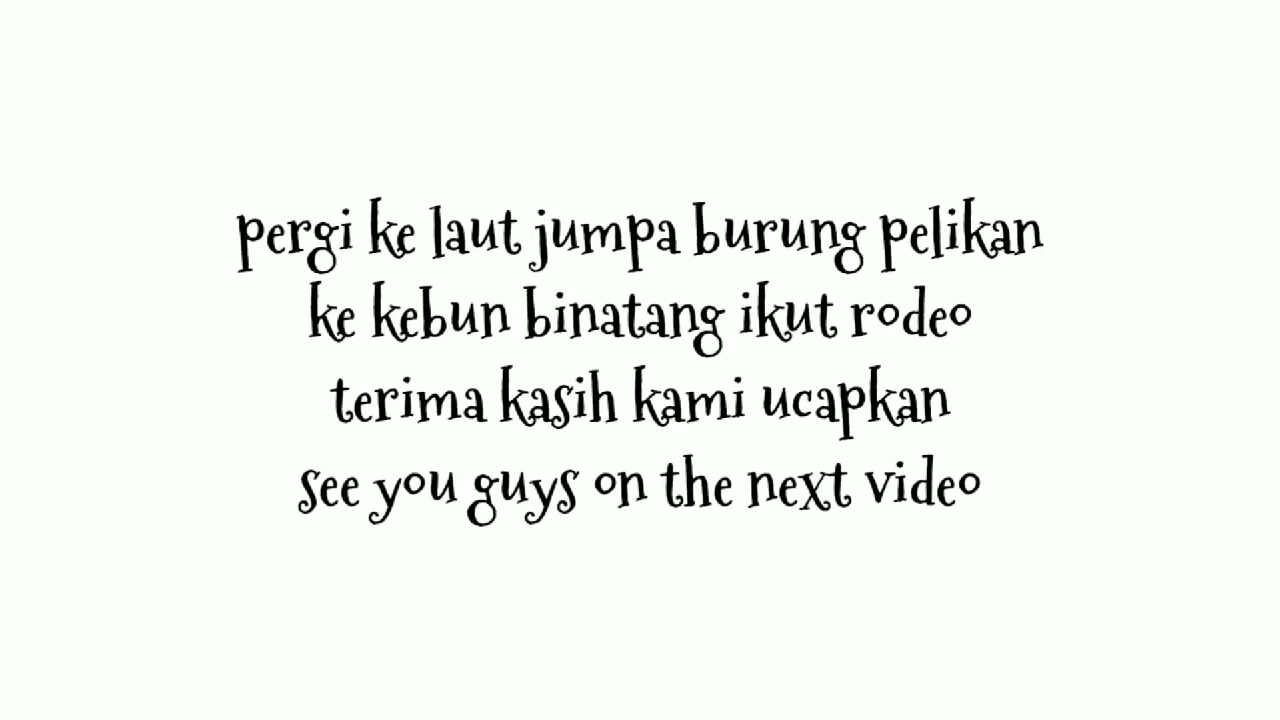 pergi ke laut jumpa burung pelikan
ke kebun binatang ikut rodeo
terima kasih kami ucapkan
see you guys on the next video